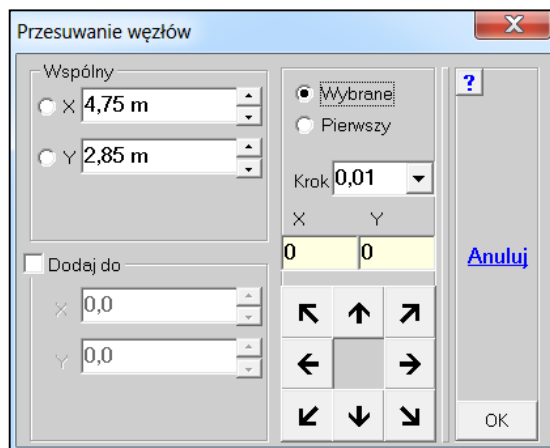 Przesuwanie węzłów
Wspólny
X 4,75 m
Y 2,85 m
Dodaj do
X 0,0
Y 0,0
Wybrane
Pierwszy
Krok 0,01
X Y
0 0
?
Anuluj
OK